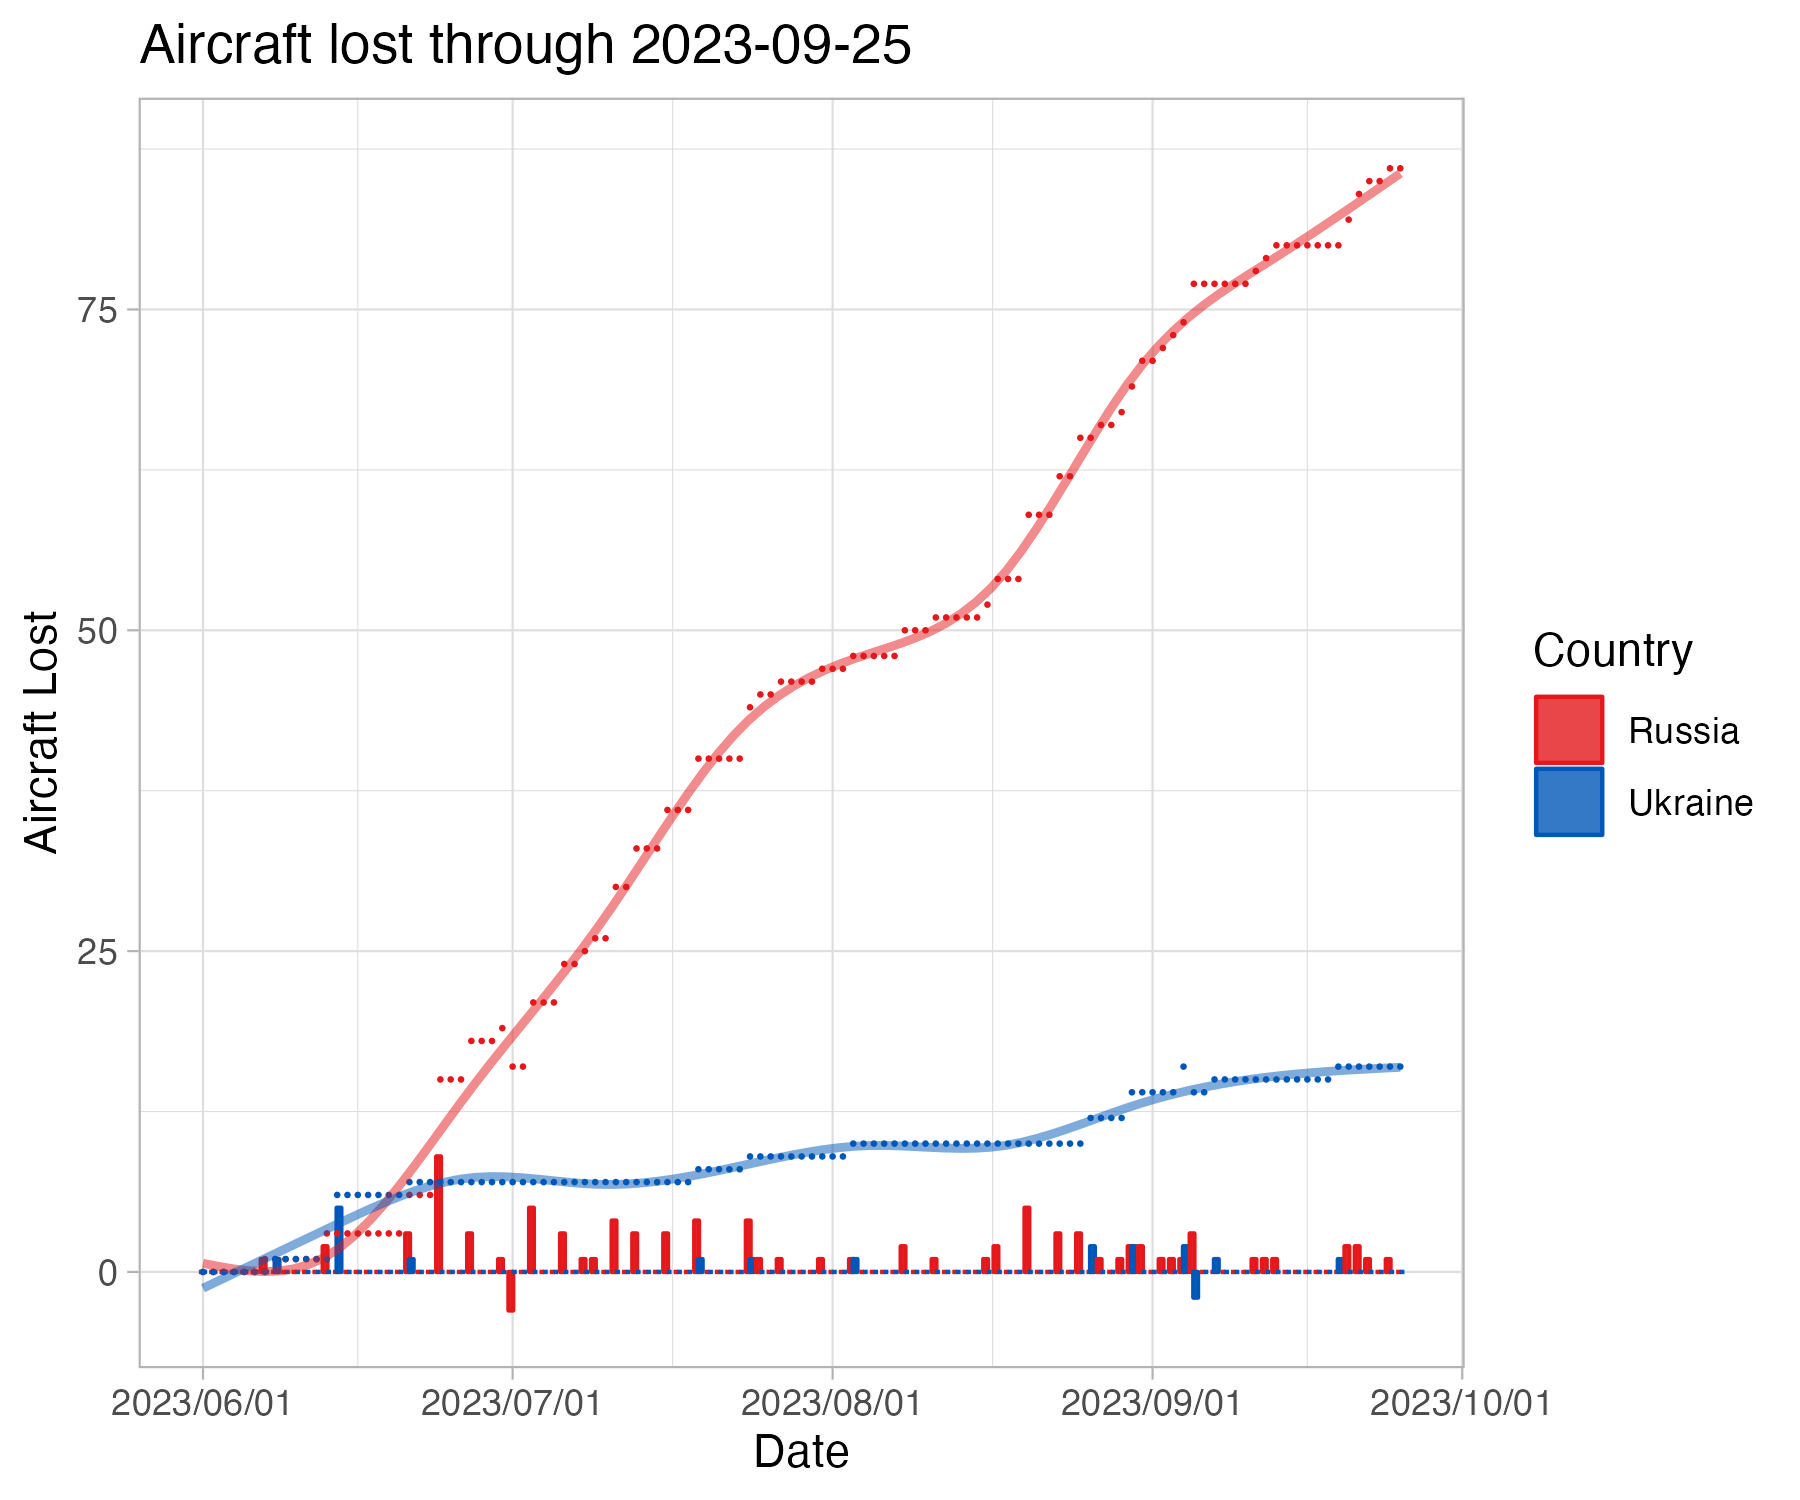 Aircraft lost through 2023-09-25
Aircraft Lost
75
50
25
0
2023/06/01
2023/07/01
2023/08/01
2023/09/01
2023/10/01
Date
Country
Russia
Ukraine